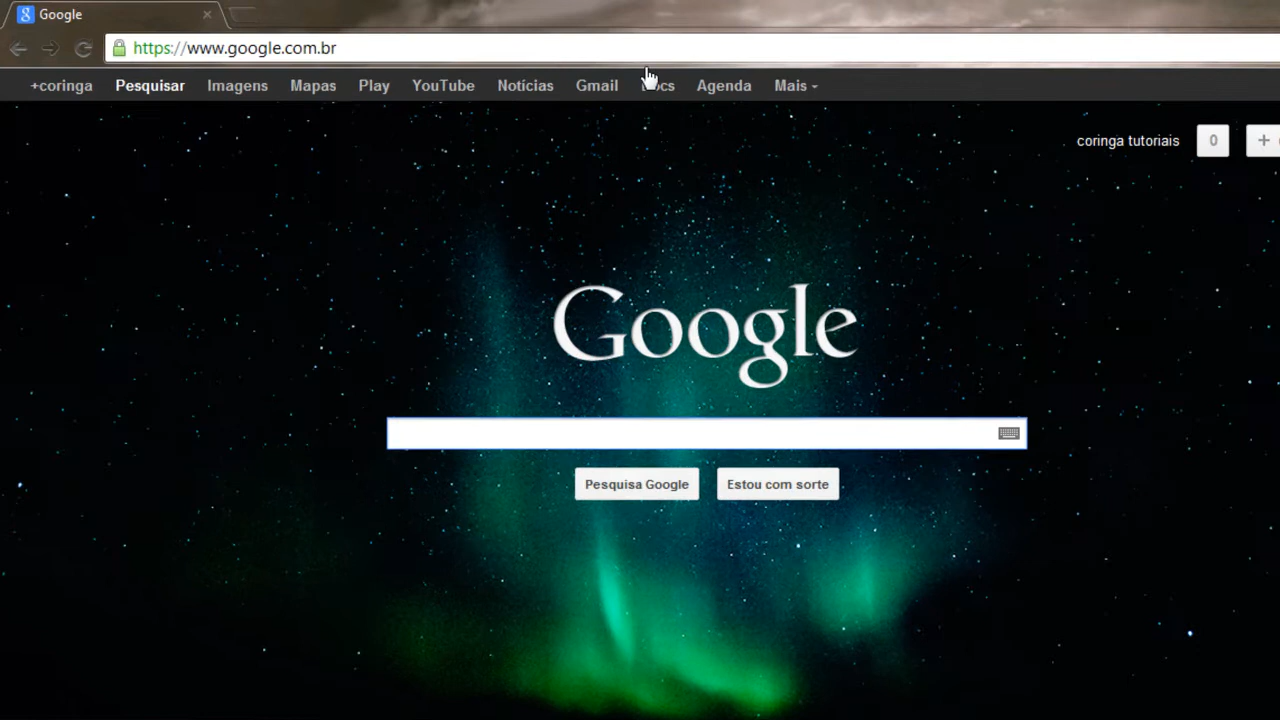 Google
https://www.google.com.br
+coringa Pesquisar Imagens Mapas Play YouTube Notícias Gmail Agenda Mais
coringa tutoriais 0 +
Google
Pesquisa Google Estou com sorte